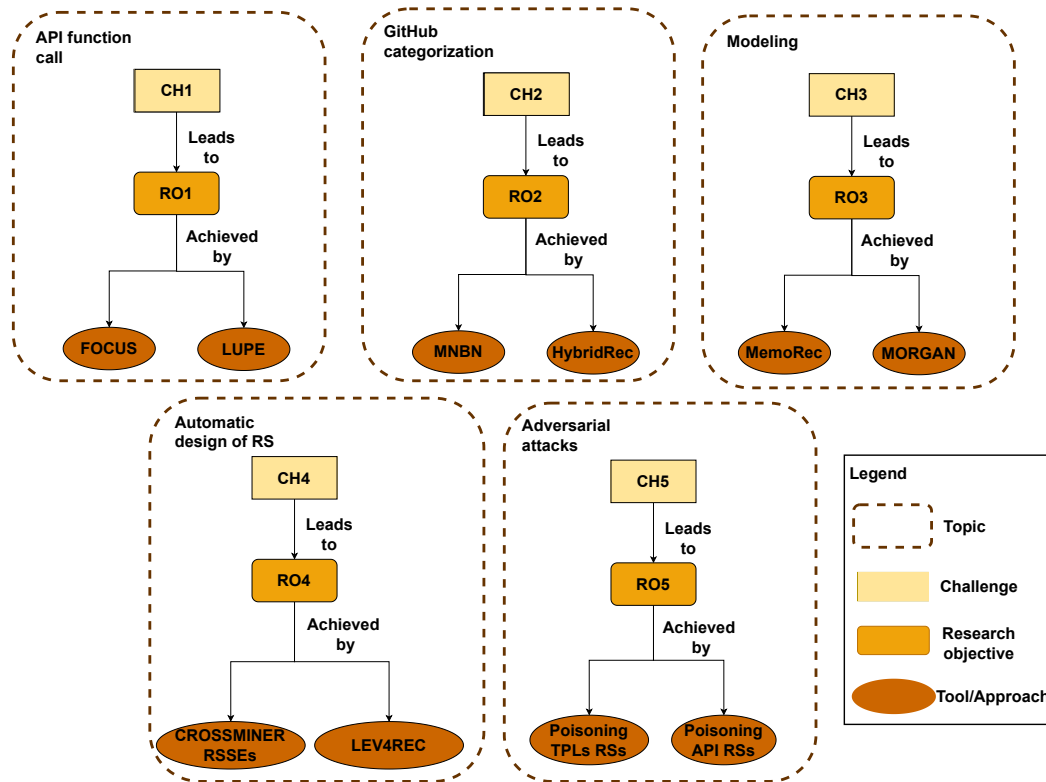 API function
call
CH1
Leads
to
RO1
Achieved
by
FOCUS
LUPE
GitHub
categorization
CH2
Leads
to
RO2
Achieved
by
MNBN
HybridRec
Modeling
CH3
Leads
to
RO3
Achieved
by
MemoRec
MORGAN
Automatic
design of RS
CH4
Leads
to
RO4
Achieved
by
CROSSMINER
RSSEs
LEV4REC
Adversarial
attacks
CH5
Leads
to
RO5
Achieved
by
Poisoning
TPLs RSs
Poisoning
API RSs
Legend
Topic
Challenge
Research
objective
Tool/Approach